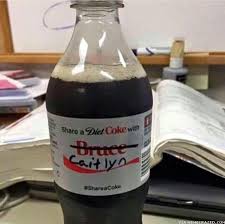 Share a Diet Coke with
Bruce
Caitlyn
#ShareaCoke